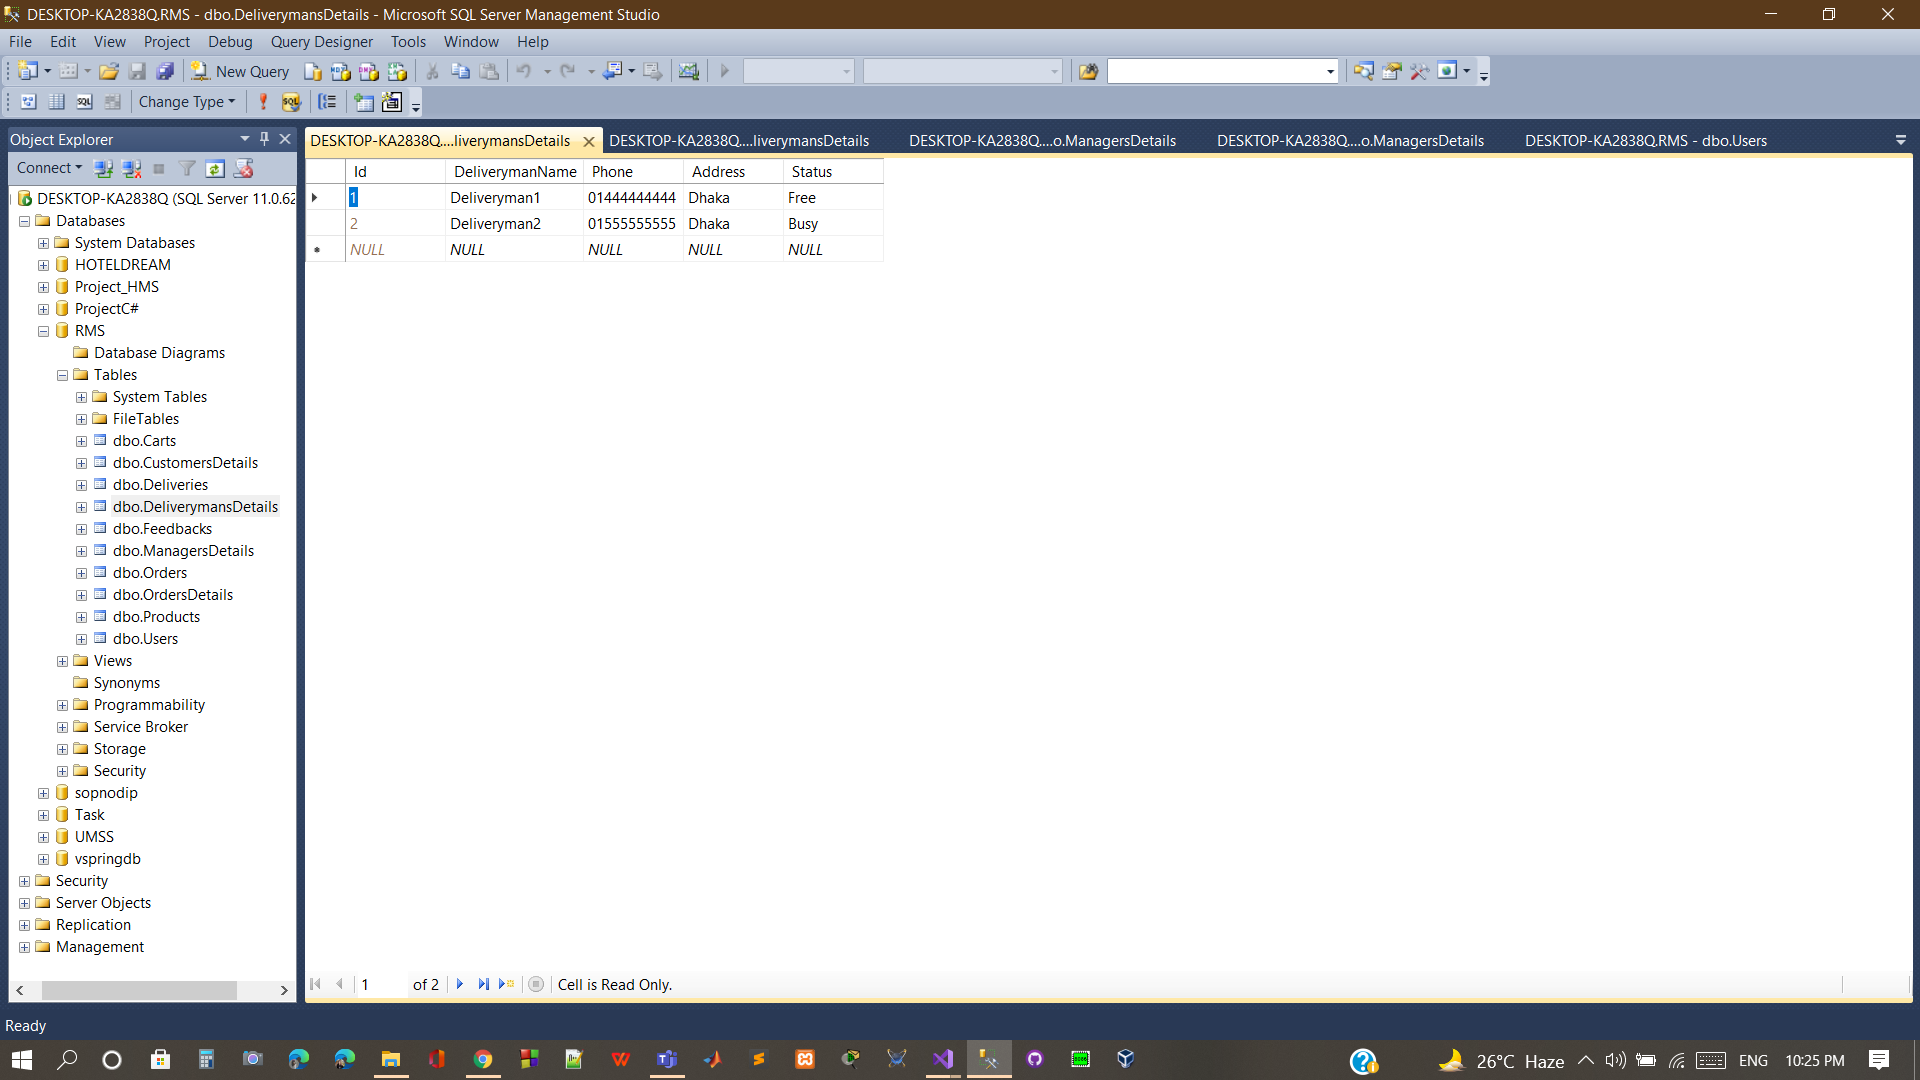 DESKTOP-KA2838Q.RMS - dbo.DeliverymansDetails - Microsoft SQL Server Management Studio
File Edit View Project Debug Query Designer Tools Window Help
New Query
Change Type
Object Explorer
Connect
DESKTOP-KA2838Q (SQL Server 11.0.62
Databases
System Databases
HOTELDREAM
Project_HMS
ProjectC#
RMS
Database Diagrams
Tables
System Tables
FileTables
dbo.Carts
dbo.CustomersDetails
dbo.Deliveries
dbo.DeliverymansDetails
dbo.Feedbacks
dbo.ManagersDetails
dbo.Orders
dbo.OrdersDetails
dbo.Products
dbo.Users
Views
Synonyms
Programmability
Service Broker
Storage
Security
sopnodip
Task
UMSS
vspringdb
Security
Server Objects
Replication
Management
DESKTOP-KA2838Q....liverymansDetails DESKTOP-KA2838Q....liverymansDetails DESKTOP-KA2838Q....o.ManagersDetails DESKTOP-KA2838Q....o.ManagersDetails DESKTOP-KA2838Q.RMS - dbo.Users
Id DeliverymanName Phone Address Status
1 Deliveryman1 01444444444 Dhaka Free
2 Deliveryman2 01555555555 Dhaka Busy
NULL NULL NULL NULL NULL
1 of 2 Cell is Read Only.
Ready
26°C Haze ENG 10:25 PM